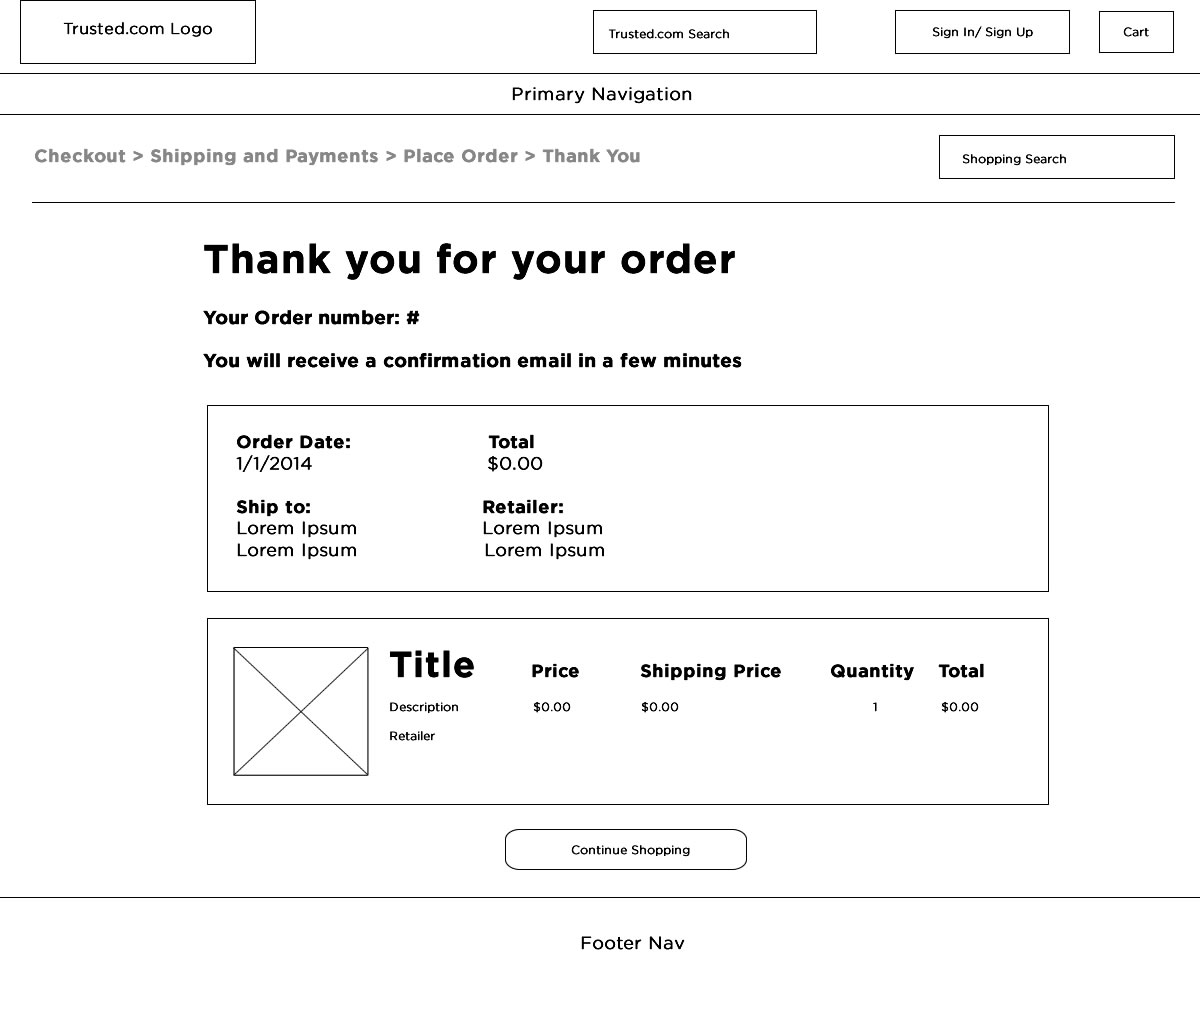 Trusted.com Logo
Trusted.com Search
Sign In/ Sign Up
Cart
Primary Navigation
Checkout > Shipping and Payments > Place Order > Thank You
Shopping Search
Thank you for your order
Your Order number: #
You will receive a confirmation email in a few minutes
Order Date:
1/1/2014
Total
$0.00
Ship to:
Lorem Ipsum
Lorem Ipsum
Retailer:
Lorem Ipsum
Lorem Ipsum
Title Price Shipping Price Quantity Total
Description $0.00 $0.00 1 $0.00
Retailer
Continue Shopping
Footer Nav